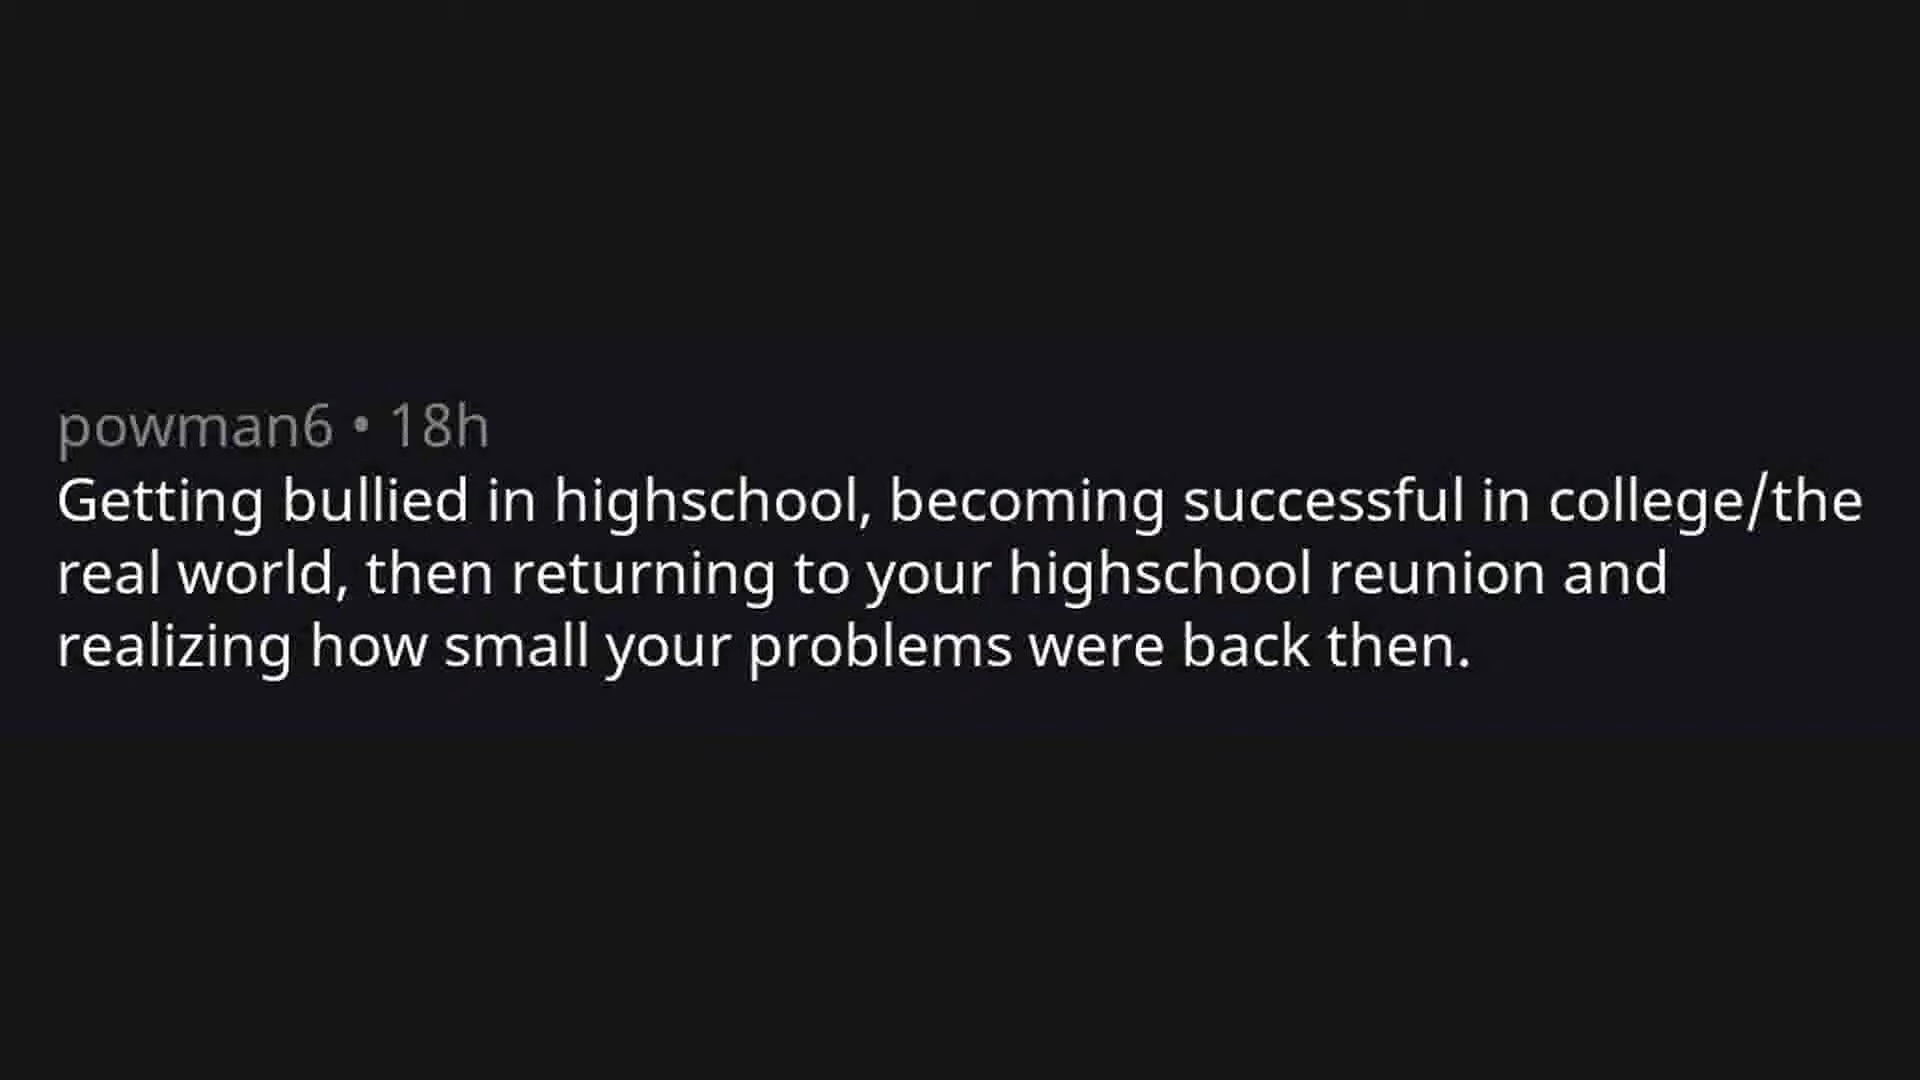 powman6 • 18h
Getting bullied in highschool, becoming successful in college/the
real world, then returning to your highschool reunion and
realizing how small your problems were back then.